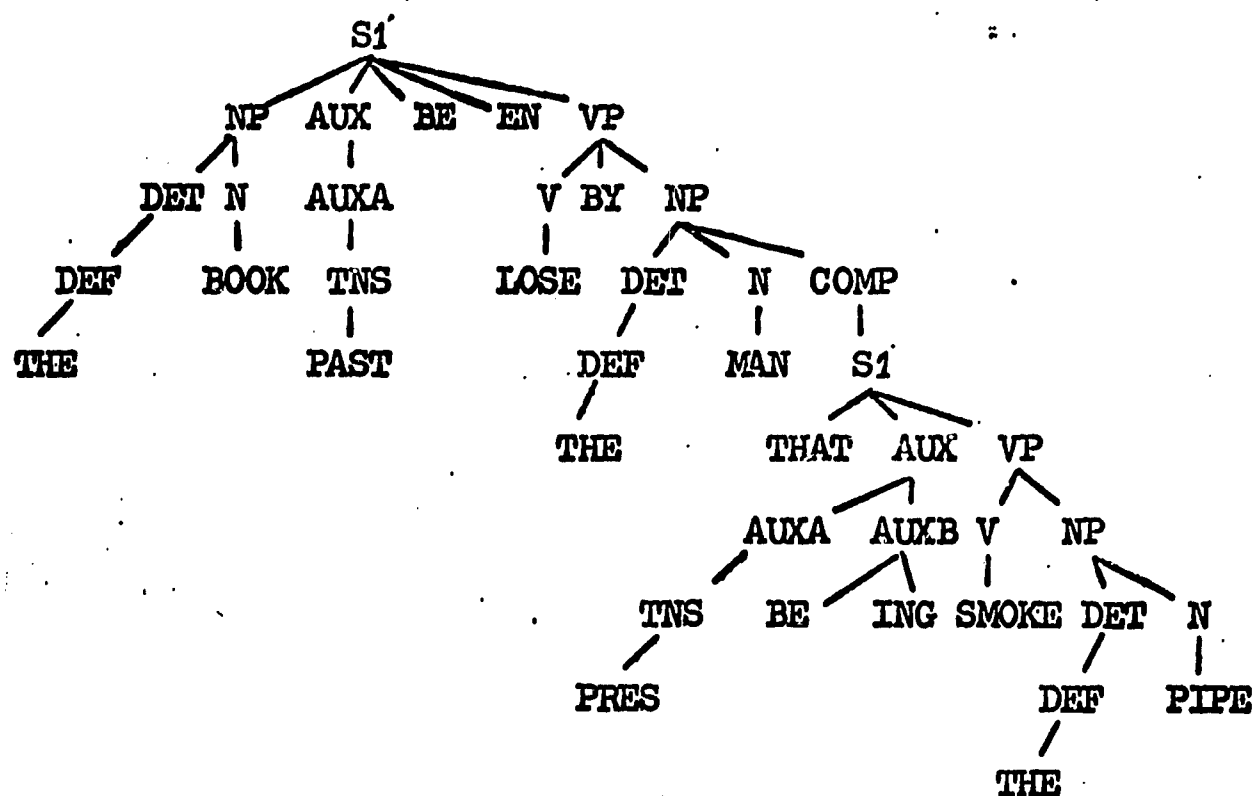 S1'
NP AUX BE EN VP
DET N AUXA V BY NP
DEF BOOK TNS LOSE DET N COMP
THE PAST DEF MAN S1
THE THAT AUX VP
AUXA AUXB V NP
TNS BE ING SMOKE DET N
PRES DEF PIPE
THE